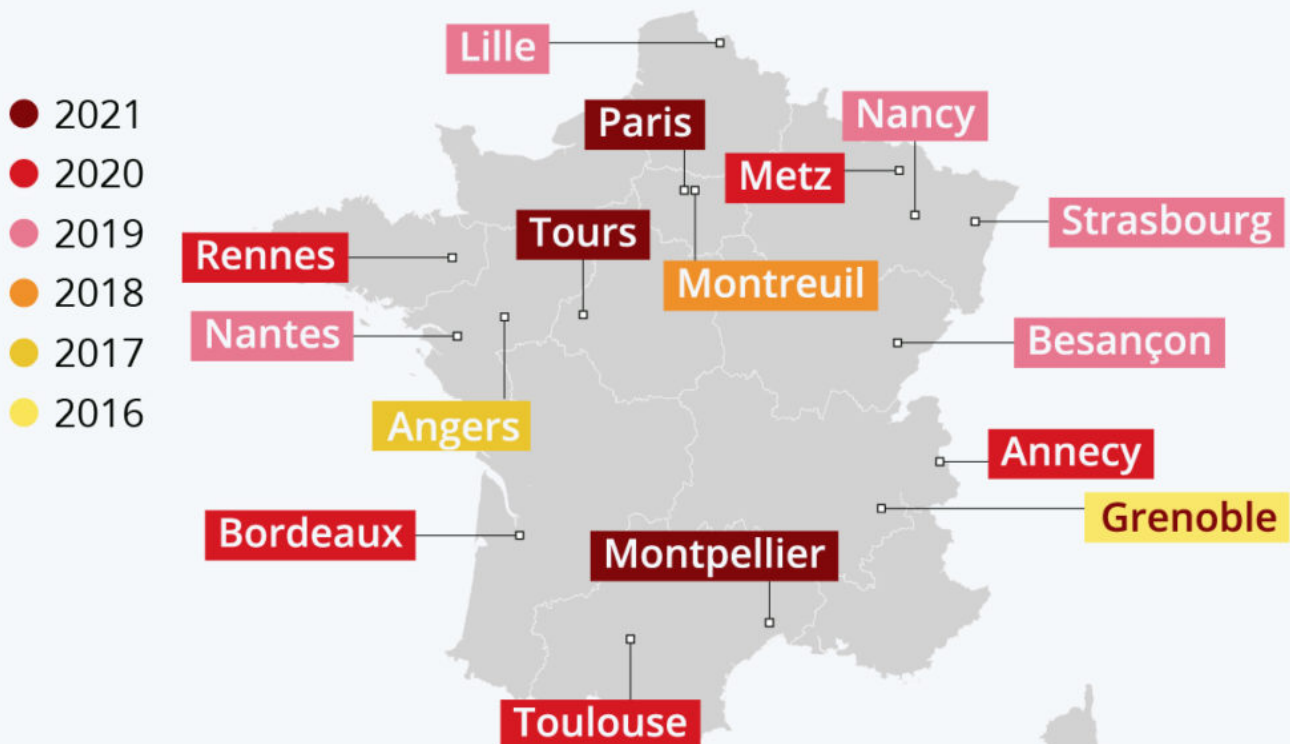 2021
2020
2019
2018
2017
2016
Lille
Paris
Nancy
Metz
Strasbourg
Tours
Rennes
Montreuil
Nantes
Besançon
Angers
Annecy
Grenoble
Bordeaux
Montpellier
Toulouse